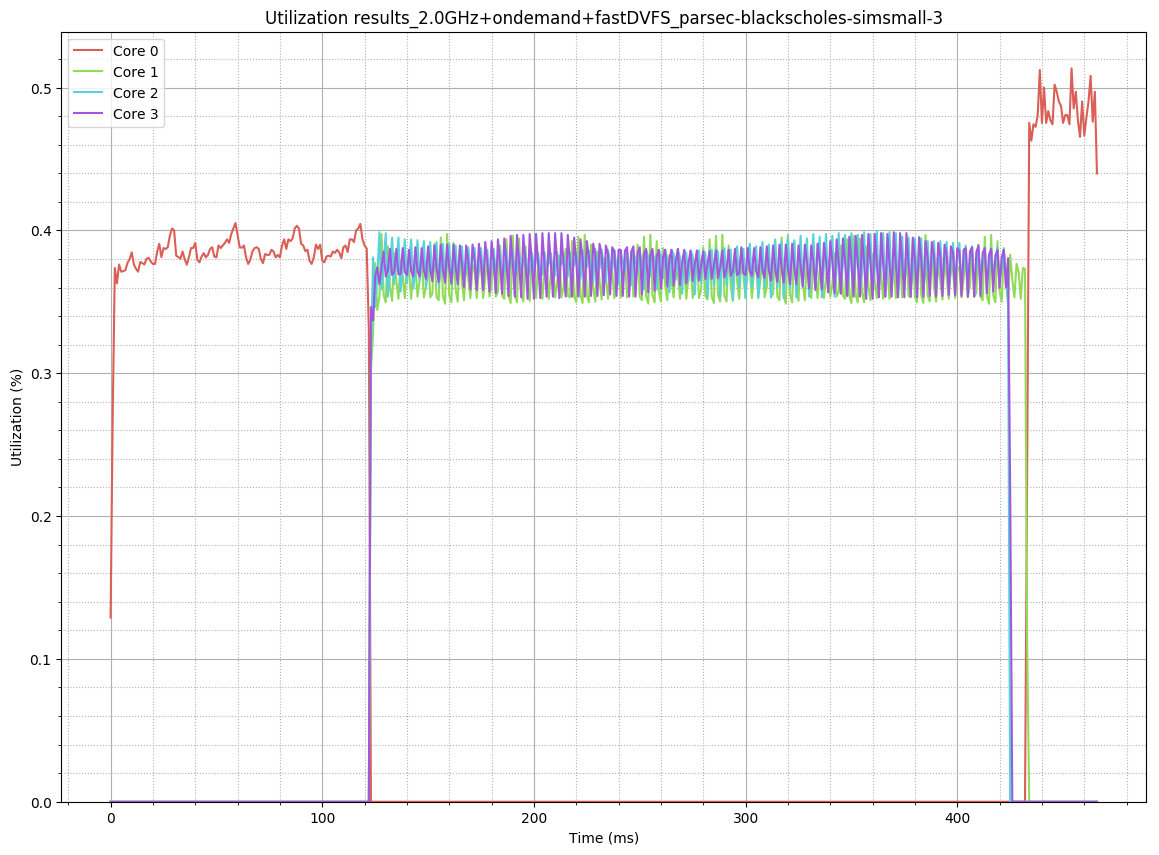 Utilization results_2.0GHz+ondemand+fastDVFS_parsec-blackscholes-simsmall-3
Core 0
Core 1
Core 2
Core 3
Utilization (%)
0.5
0.4
0.3
0.2
0.1
0.0
0 100 200 300 400
Time (ms)